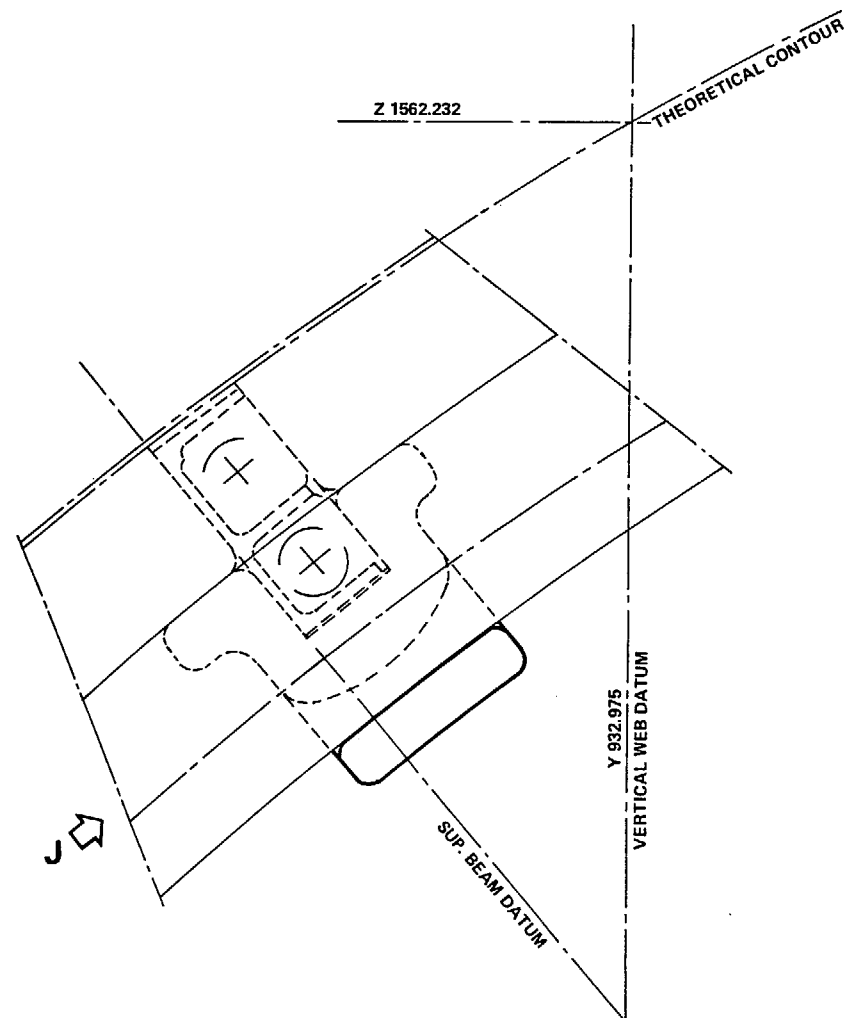 THEORETICAL CONTOUR
Z 1562.232
Y 932.975
VERTICAL WEB DATUM
J
SUP. BEAM DATUM